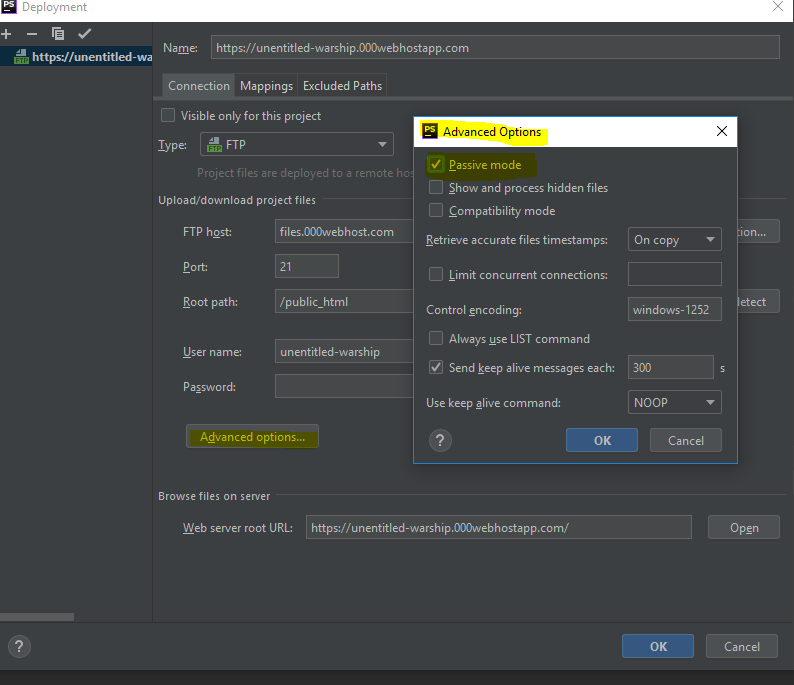 PS Deployment
https://unentitled-wa
Name: https://unentitled-warship.000webhostapp.com
Connection Mappings Excluded Paths
Visible only for this project
Type: FTP
Project files are deployed to a remote hos
Upload/download project files
FTP host: files.000webhost.com
ion...
Port: 21
Root path: /public_html
etect
User name: unentitled-warship
Password:
Advanced options...
Browse files on server
Web server root URL: https://unentitled-warship.000webhostapp.com/ Open
? OK Cancel
PS Advanced Options
Passive mode
Show and process hidden files
Compatibility mode
Retrieve accurate files timestamps: On copy
Limit concurrent connections:
Control encoding: windows-1252
Always use LIST command
Send keep alive messages each: 300 s
Use keep alive command: NOOP
? OK Cancel